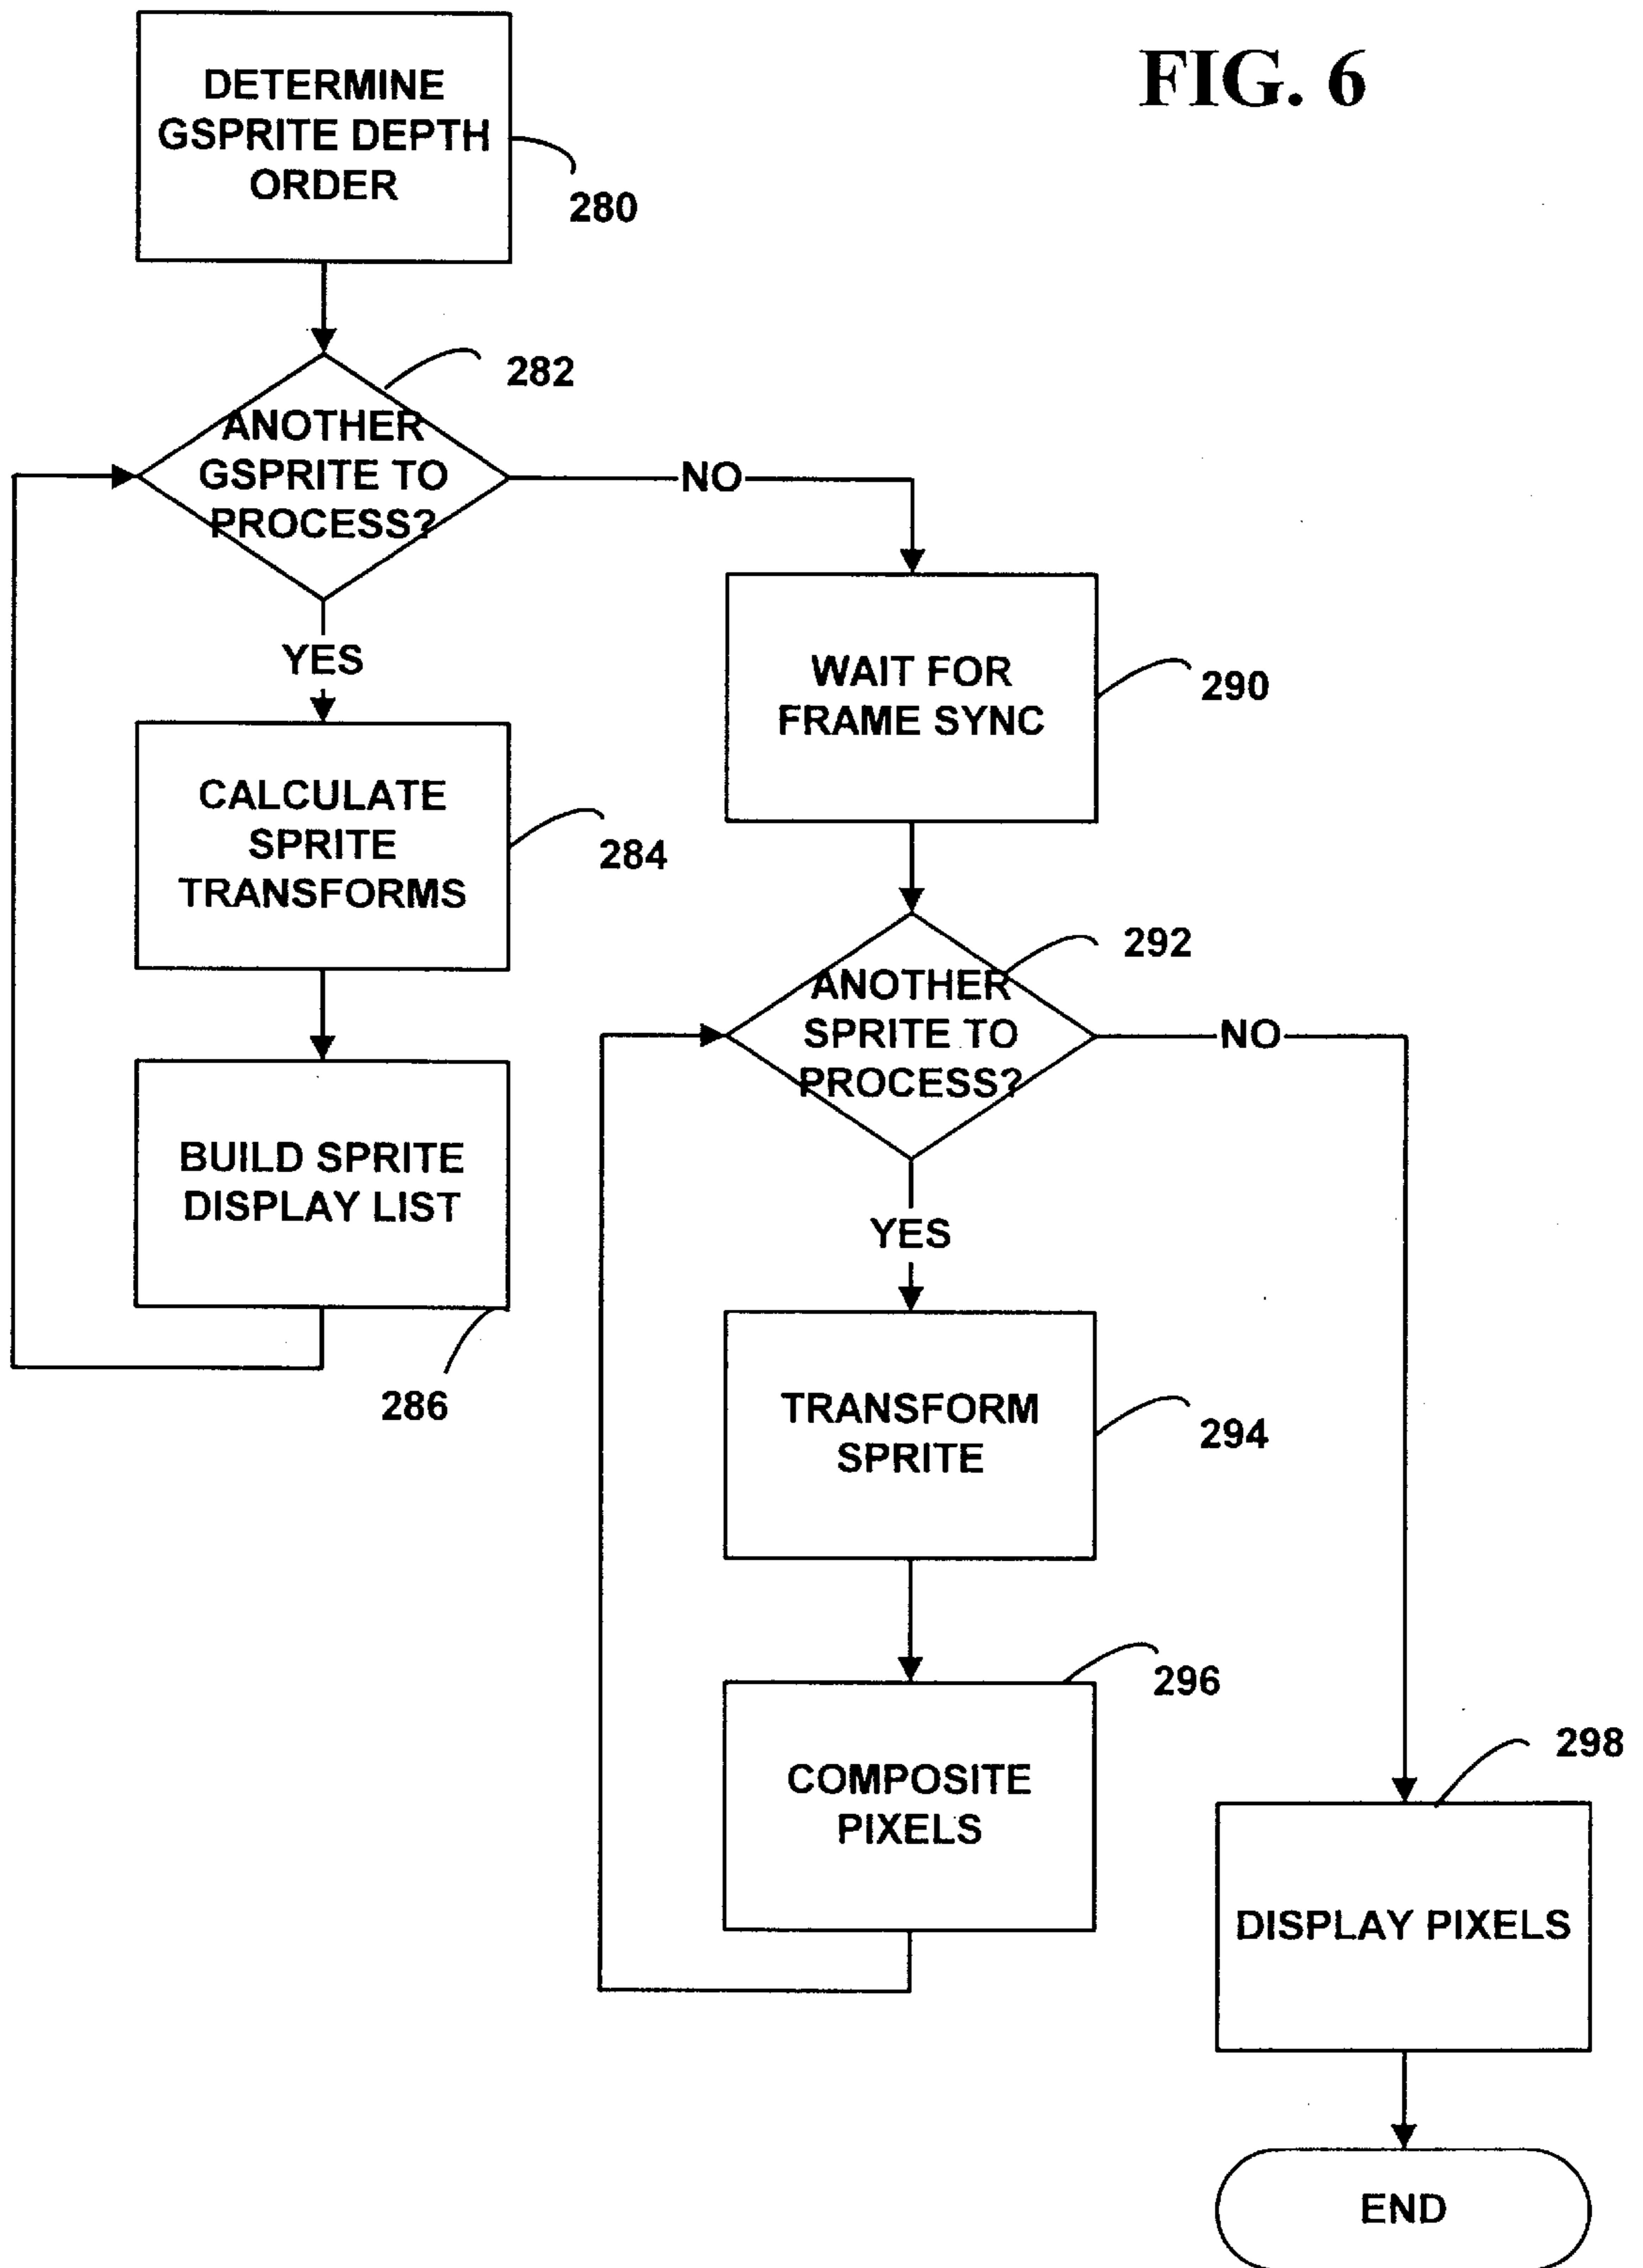 FIG. 6
DETERMINE
GSPRITE DEPTH
ORDER
280
282
ANOTHER
GSPRITE TO
PROCESS?
NO
YES
CALCULATE
SPRITE
TRANSFORMS
284
BUILD SPRITE
DISPLAY LIST
286
WAIT FOR
FRAME SYNC
290
292
ANOTHER
SPRITE TO
PROCESS?
NO
YES
TRANSFORM
SPRITE
294
296
COMPOSITE
PIXELS
298
DISPLAY PIXELS
END